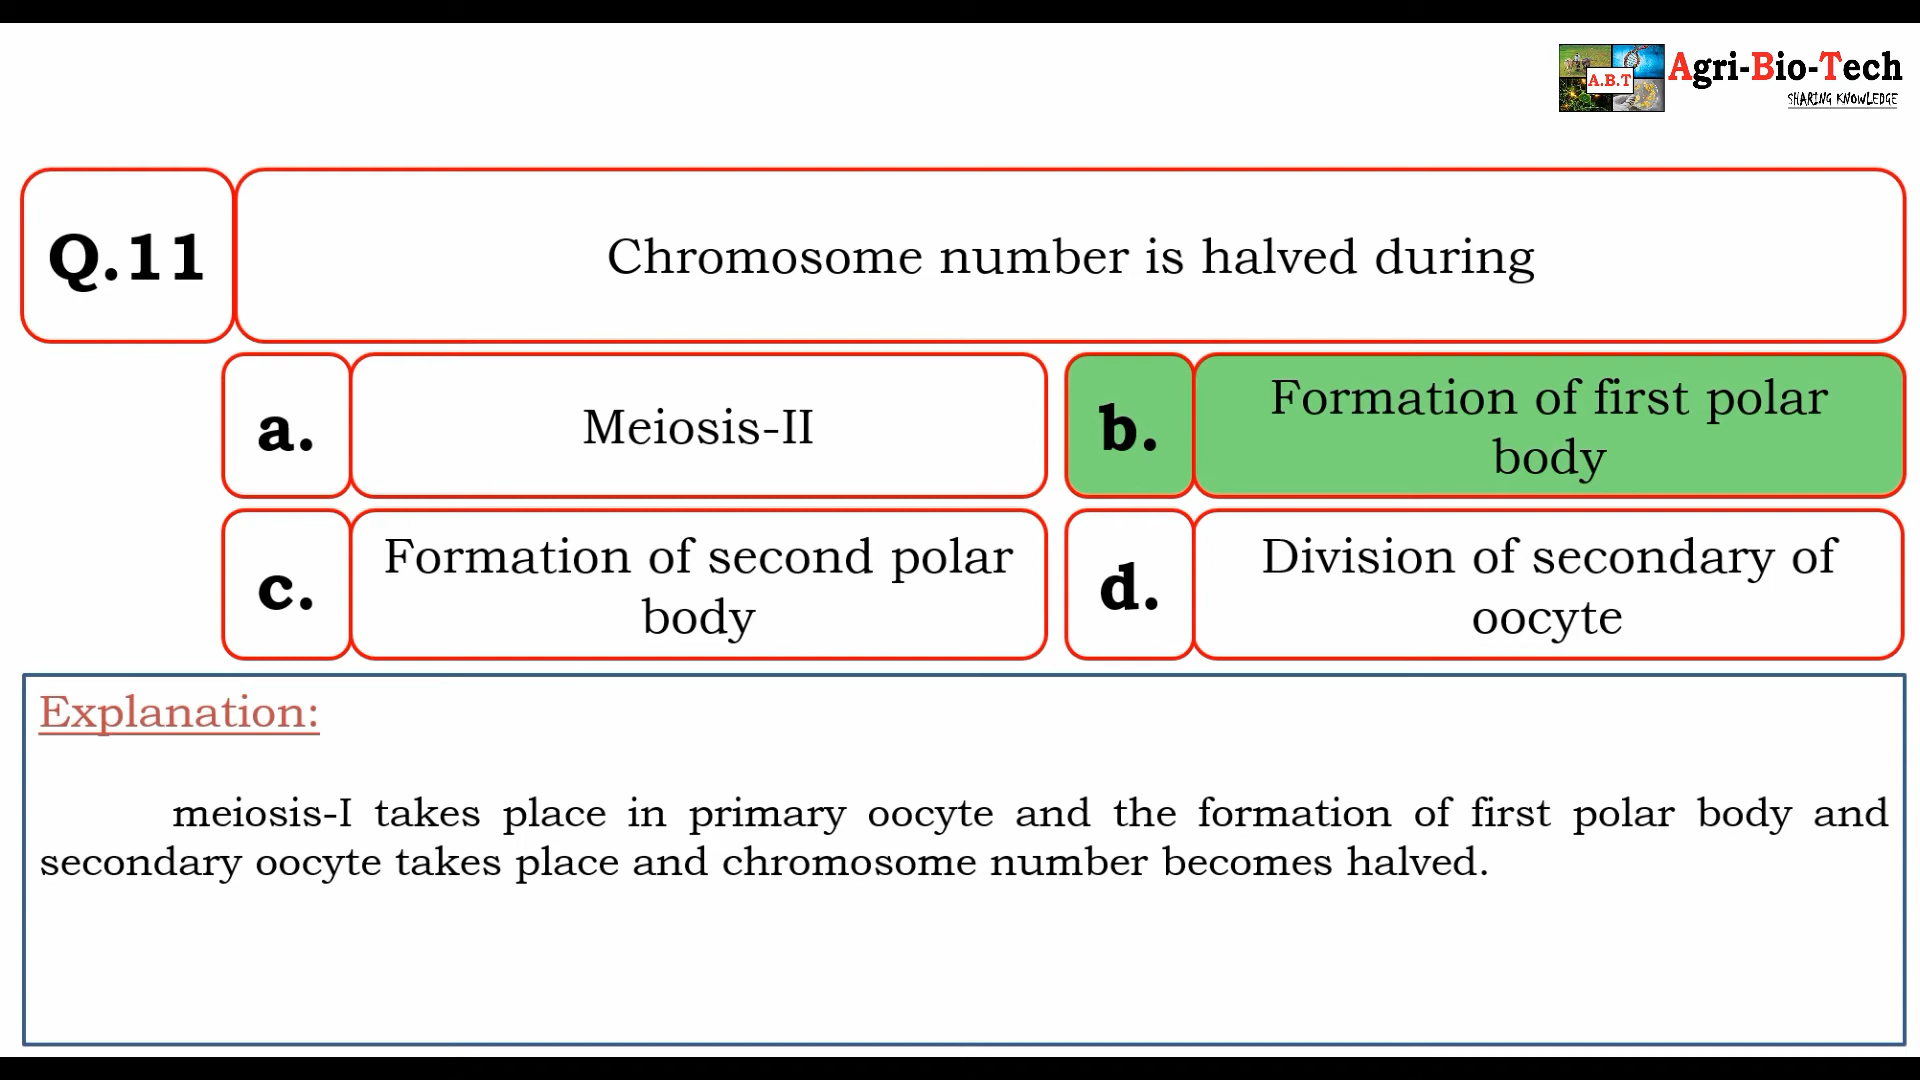 A.B.T
Agri-Bio-Tech
SHARING KNOWLEDGE
Q.11
Chromosome number is halved during
a.
Meiosis-II
b.
Formation of first polar
body
c.
Formation of second polar
body
d.
Division of secondary of
oocyte
Explanation:
meiosis-I takes place in primary oocyte and the formation of first polar body and
secondary oocyte takes place and chromosome number becomes halved.